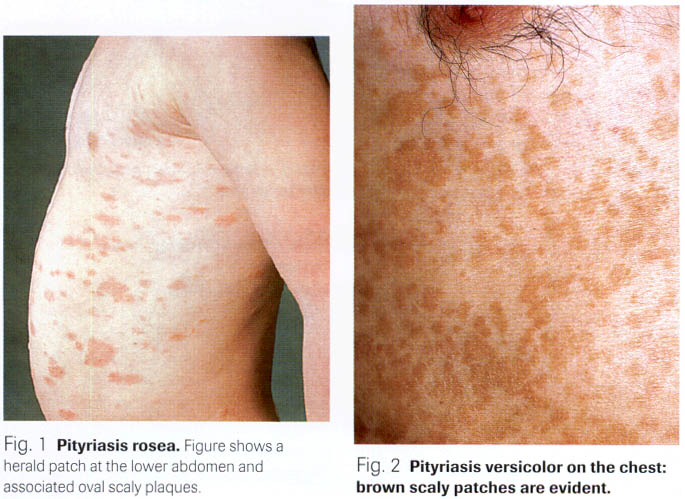 Fig. 1 Pityriasis rosea. Figure shows a
herald patch at the lower abdomen and
associated oval scaly plaques.
Fig. 2 Pityriasis versicolor on the chest:
brown scaly patches are evident.